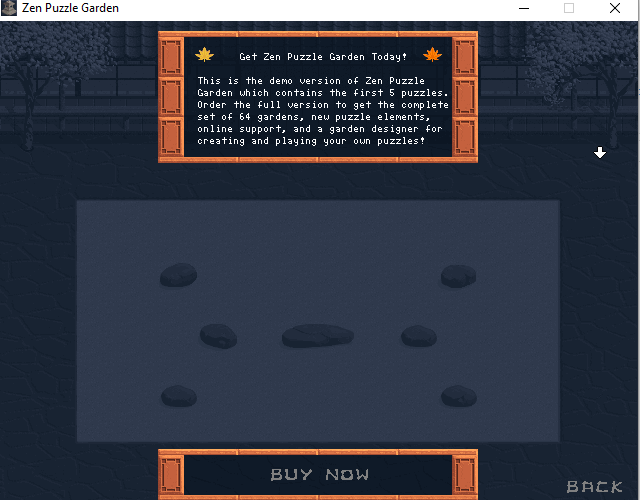 Zen Puzzle Garden
Get Zen Puzzle Garden Today!
This is the demo version of Zen Puzzle
Garden which contains the first 5 puzzles.
Order the full version to get the complete
set of 64 gardens, new puzzle elements,
online support, and a garden designer for
creating and playing your own puzzles!
BUY NOW
BACK